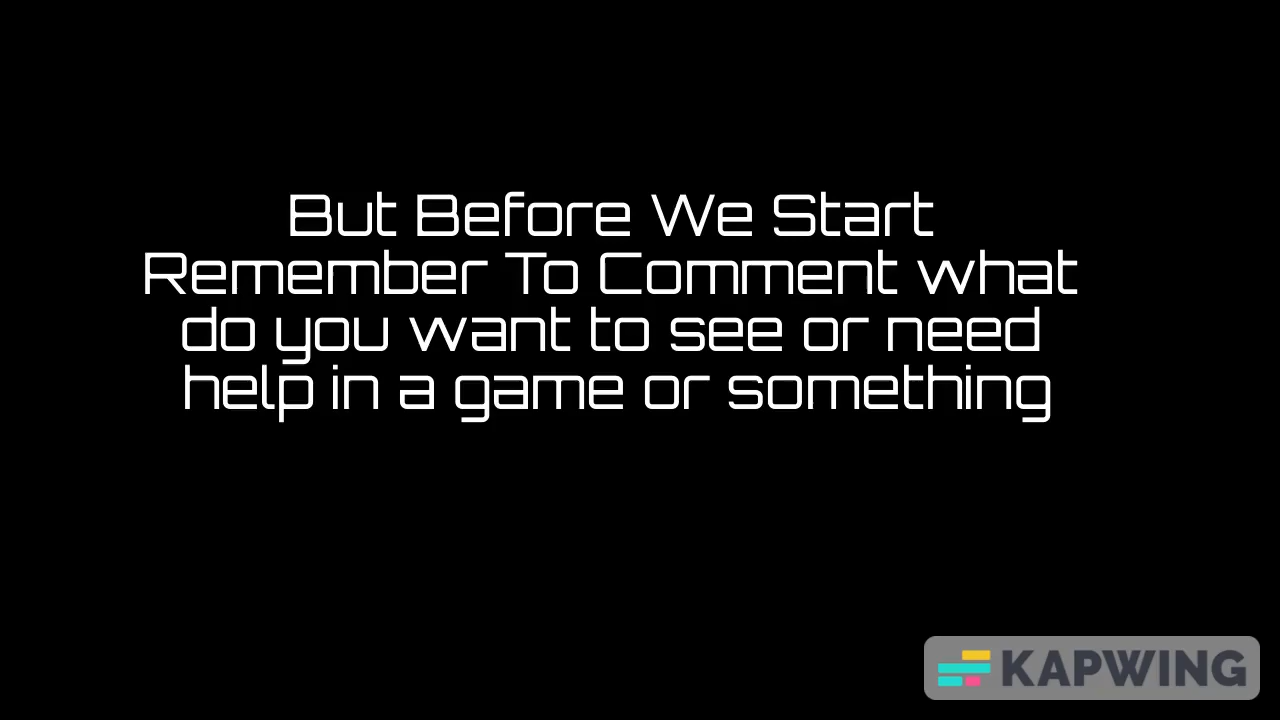 But Before We Start
Remember To Comment what
do you want to see or need
help in a game or something
KAPWING